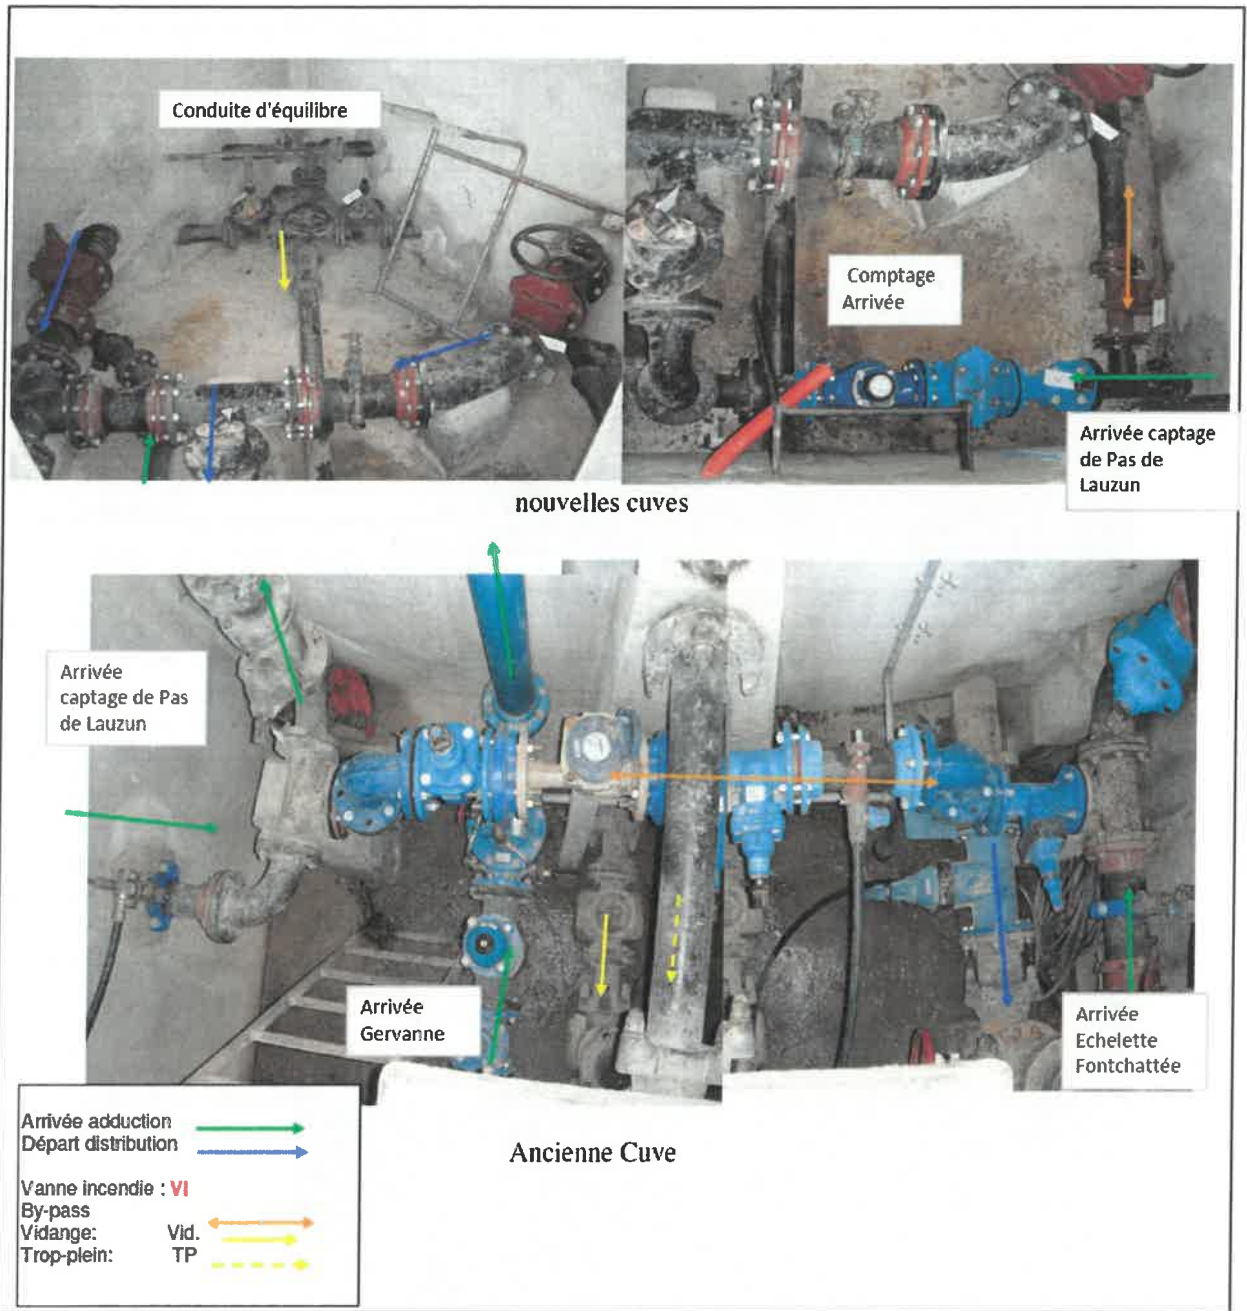 Conduite d'équilibre
Comptage
Arrivée
Arrivée captage
de Pas de
Lauzun
nouvelles cuves
Arrivée
captage de Pas
de Lauzun
Arrivée
Gervanne
Arrivée
Echelette
Fontchattée
Ancienne Cuve
Arrivée adduction
Départ distribution
Vanne incendie : VI
By-pass
Vidange: Vid.
Trop-plein: TP